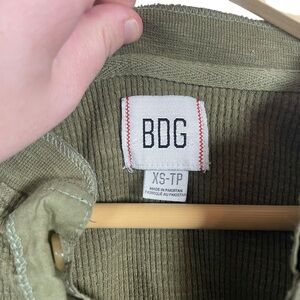 BDG
XS-TP
MADE IN PAKISTAN
FABRIQUÉ AU PAKISTAN